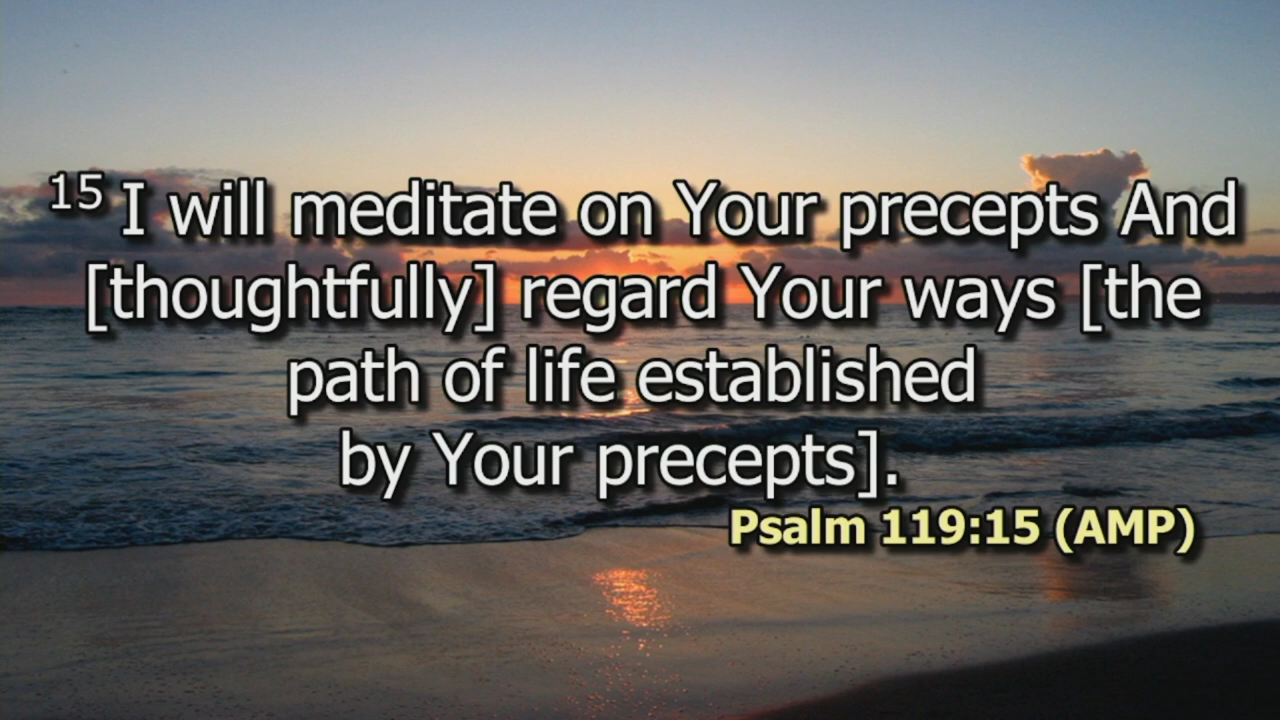 15 I will meditate on Your precepts And
[thoughtfully] regard Your ways [the
path of life established
by Your precepts].
Psalm 119:15 (AMP)